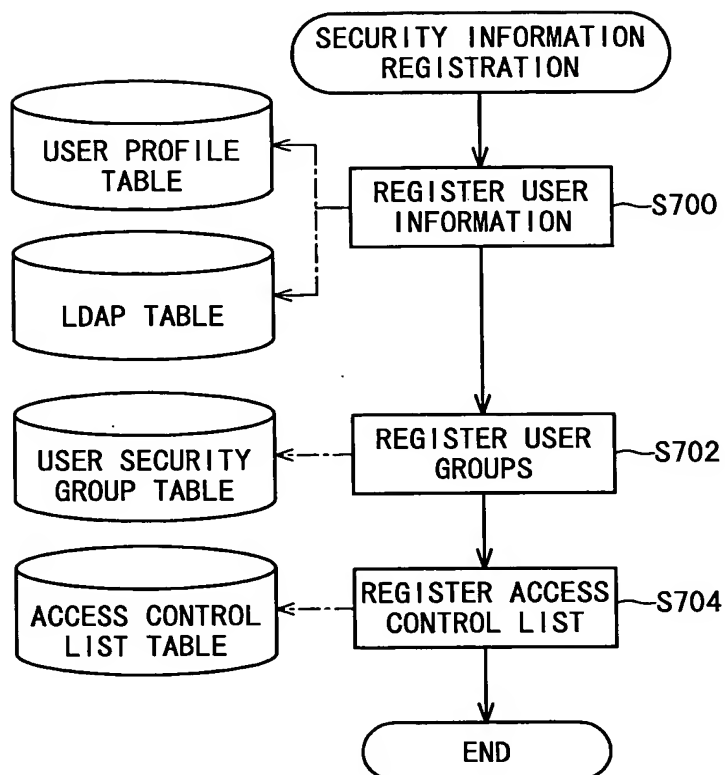 SECURITY INFORMATION
REGISTRATION
USER PROFILE
TABLE
REGISTER USER
INFORMATION
S700
LDAP TABLE
REGISTER USER
GROUPS
S702
USER SECURITY
GROUP TABLE
REGISTER ACCESS
CONTROL LIST
S704
ACCESS CONTROL
LIST TABLE
END